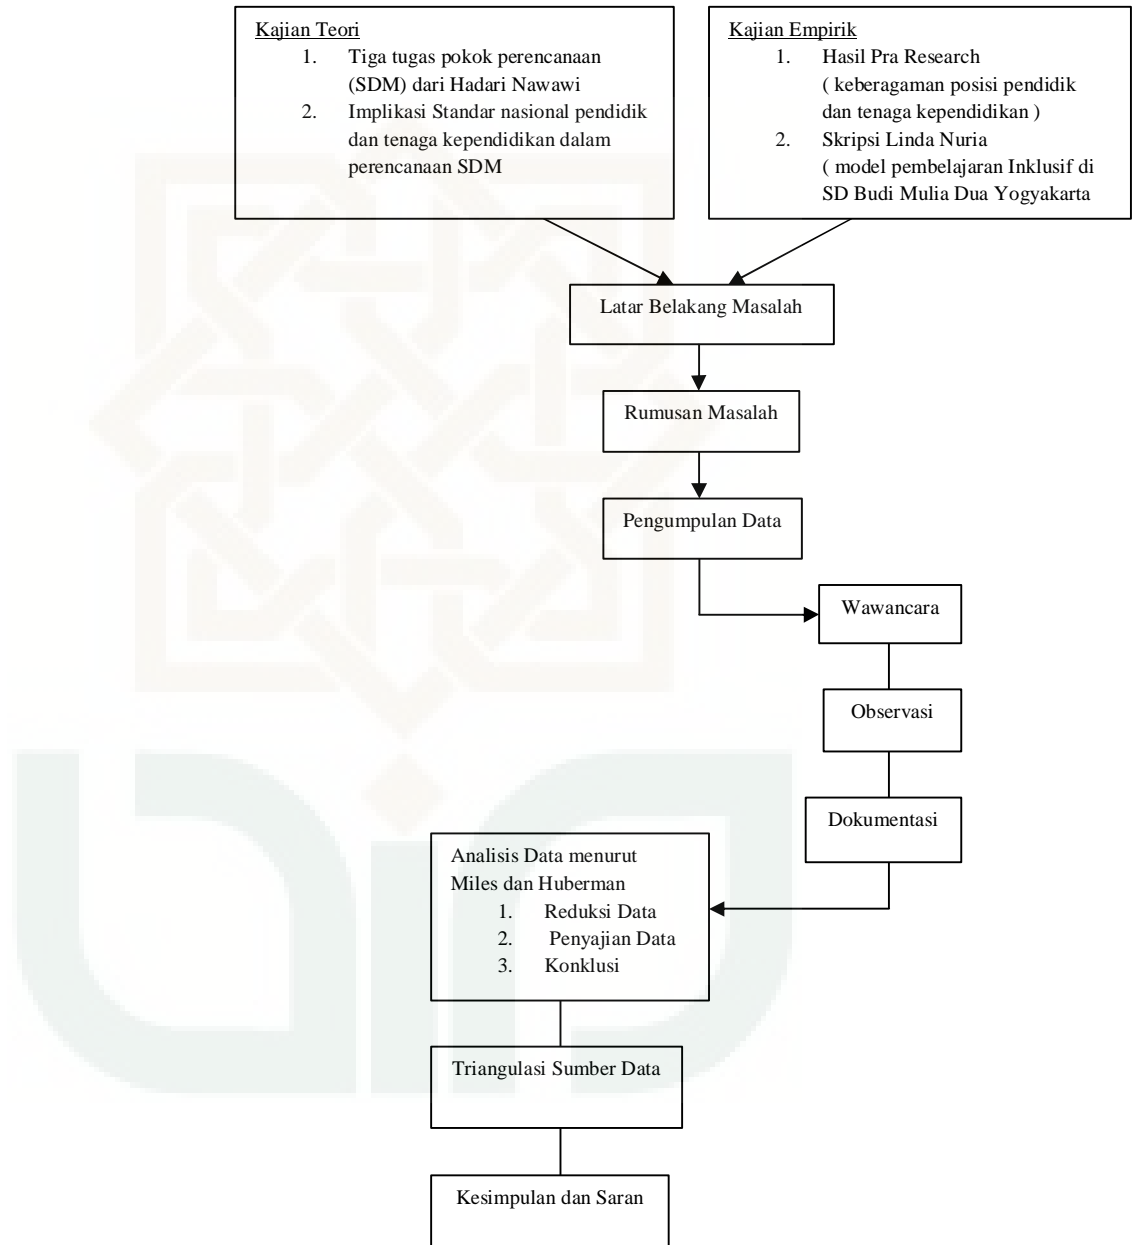 Kajian Teori
1. Tiga tugas pokok perencanaan
(SDM) dari Hadari Nawawi
2. Implikasi Standar nasional pendidik
dan tenaga kependidikan dalam
perencanaan SDM
Kajian Empirik
1. Hasil Pra Research
( keberagaman posisi pendidik
dan tenaga kependidikan )
2. Skripsi Linda Nuria
( model pembelajaran Inklusif di
SD Budi Mulia Dua Yogyakarta
Latar Belakang Masalah
Rumusan Masalah
Pengumpulan Data
Wawancara
Observasi
Dokumentasi
Analisis Data menurut
Miles dan Huberman
1. Reduksi Data
2. Penyajian Data
3. Konklusi
Triangulasi Sumber Data
Kesimpulan dan Saran